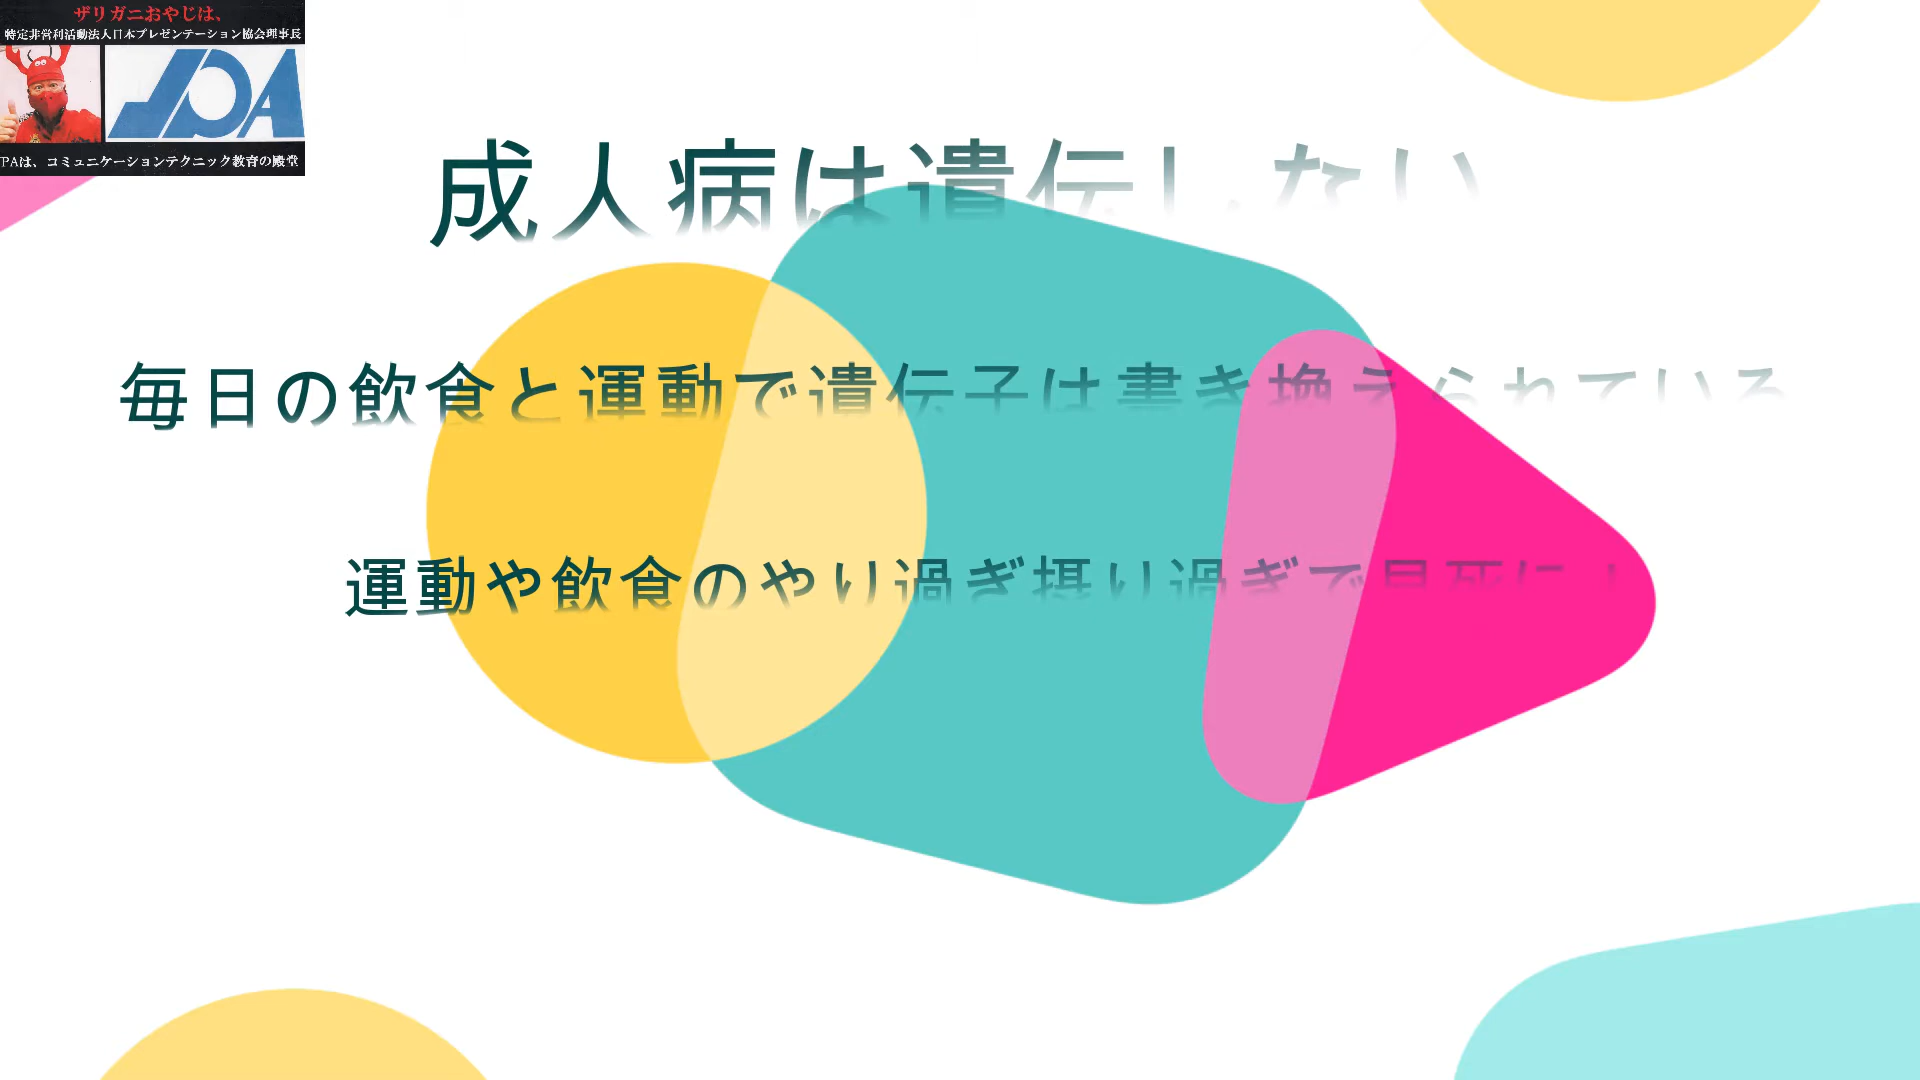 ザリガニおやじは、
特定非営利活動法人日本プレゼンテーション協会理事長
JPA
PAは、コミュニケーションテクニック教育の殿堂
成人病は遺伝しない
毎日の飲食と運動で遺伝子は書き換えられている
運動や飲食のやり過ぎ摂り過ぎで早死に！